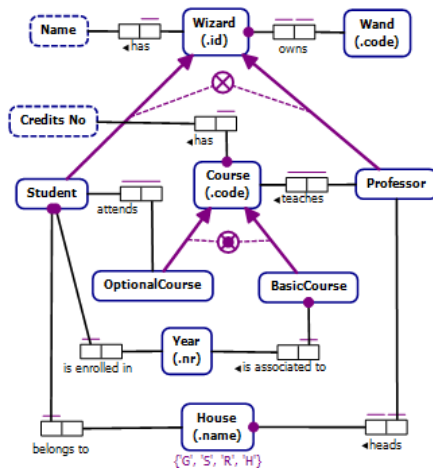 Name
◄has
Wizard
(.id)
owns
Wand
(.code)
Credits No
◄has
Student
attends
Course
(.code)
◄teaches
Professor
OptionalCourse
BasicCourse
is enrolled in
Year
(.nr)
◄is associated to
belongs to
House
(.name)
◄heads
{'G', 'S', 'R', 'H'}